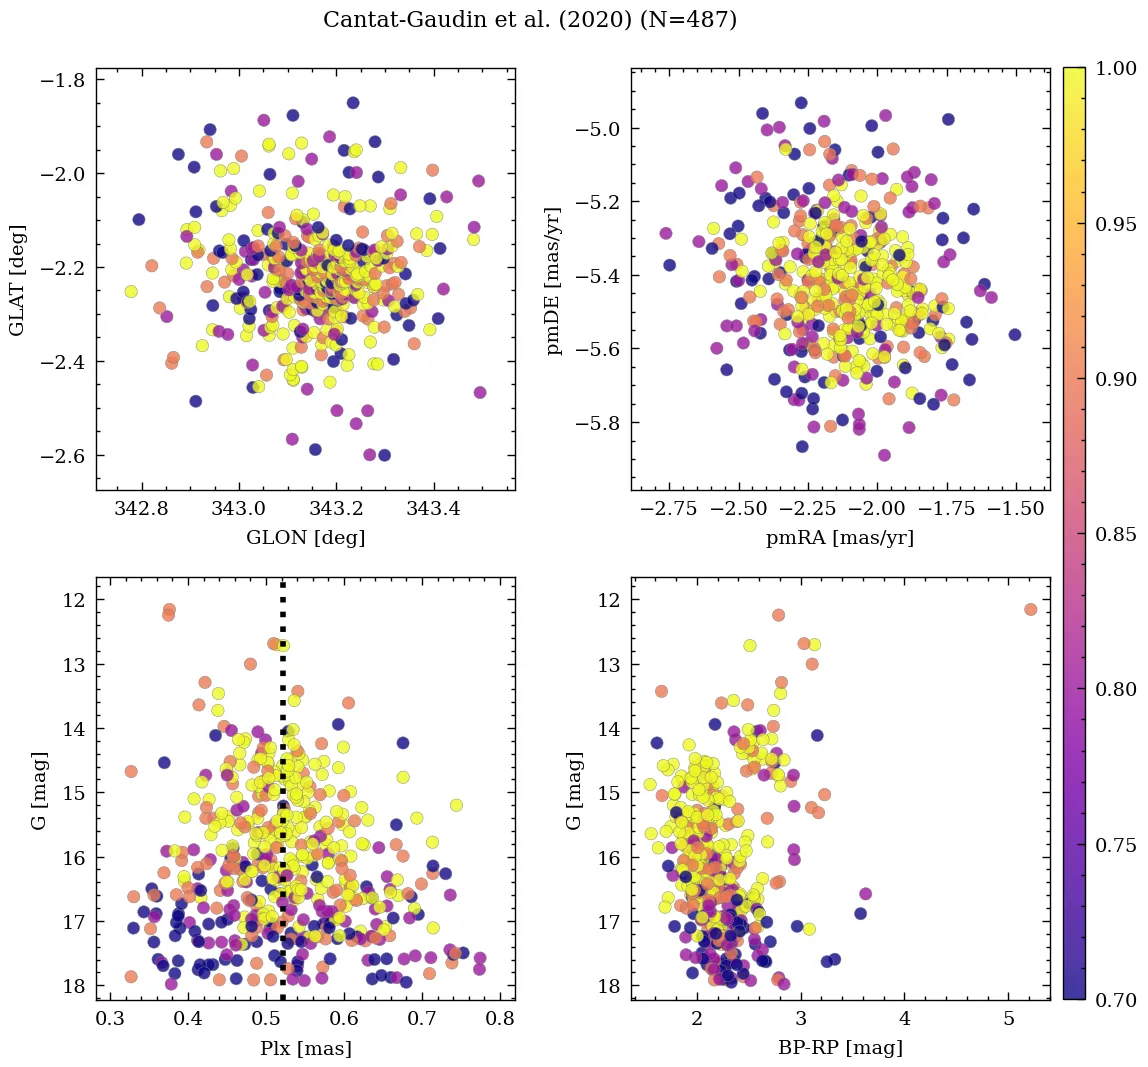 Cantat-Gaudin et al. (2020) (N=487)
−1.8
−2.0
−2.2
−2.4
−2.6
GLAT [deg]
342.8 343.0 343.2 343.4
GLON [deg]
−5.0
−5.2
−5.4
−5.6
−5.8
pmDE [mas/yr]
−2.75 −2.50 −2.25 −2.00 −1.75 −1.50
pmRA [mas/yr]
12
13
14
15
16
17
18
G [mag]
0.3 0.4 0.5 0.6 0.7 0.8
Plx [mas]
12
13
14
15
16
17
18
G [mag]
2 3 4 5
BP-RP [mag]
1.00
0.95
0.90
0.85
0.80
0.75
0.70